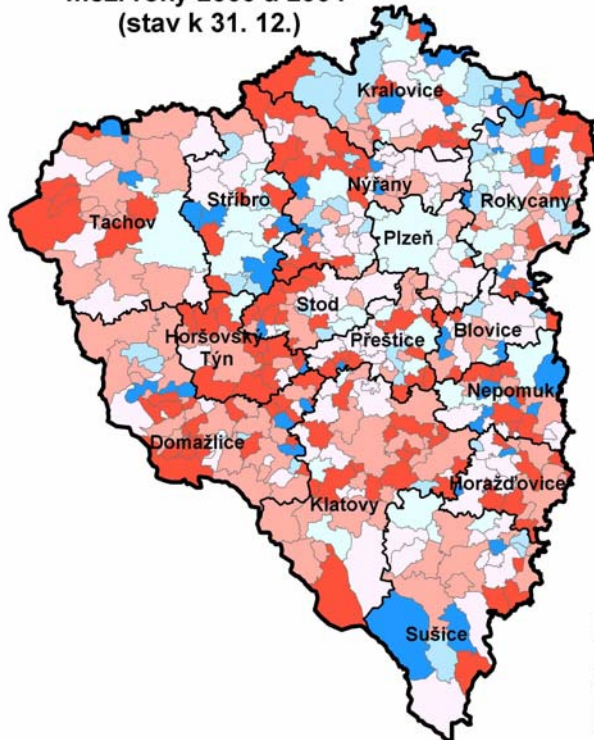 (stav k 31. 12.)
Kralovice
Stříbro
Nýřany
Rokycany
Tachov
Plzeň
Stod
Horšovský
Týn
Přeštice
Blovice
Nepomuk
Domažlice
Klatovy
Horažďovice
Sušice